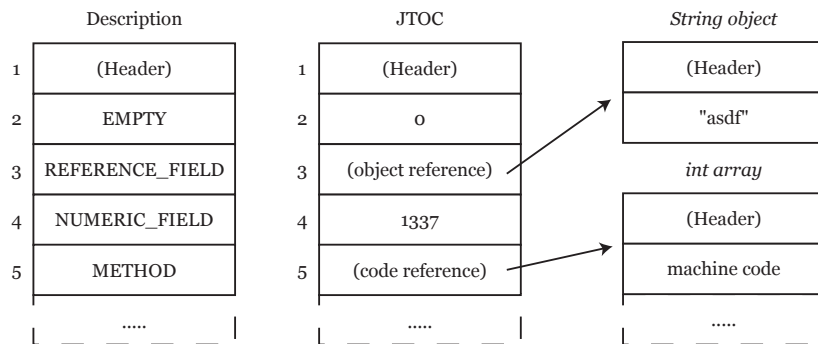 Description
1 (Header)
2 EMPTY
3 REFERENCE_FIELD
4 NUMERIC_FIELD
5 METHOD
.....
JTOC
1 (Header)
2 0
3 (object reference)
4 1337
5 (code reference)
.....
String object
(Header)
"asdf"
int array
(Header)
machine code
.....